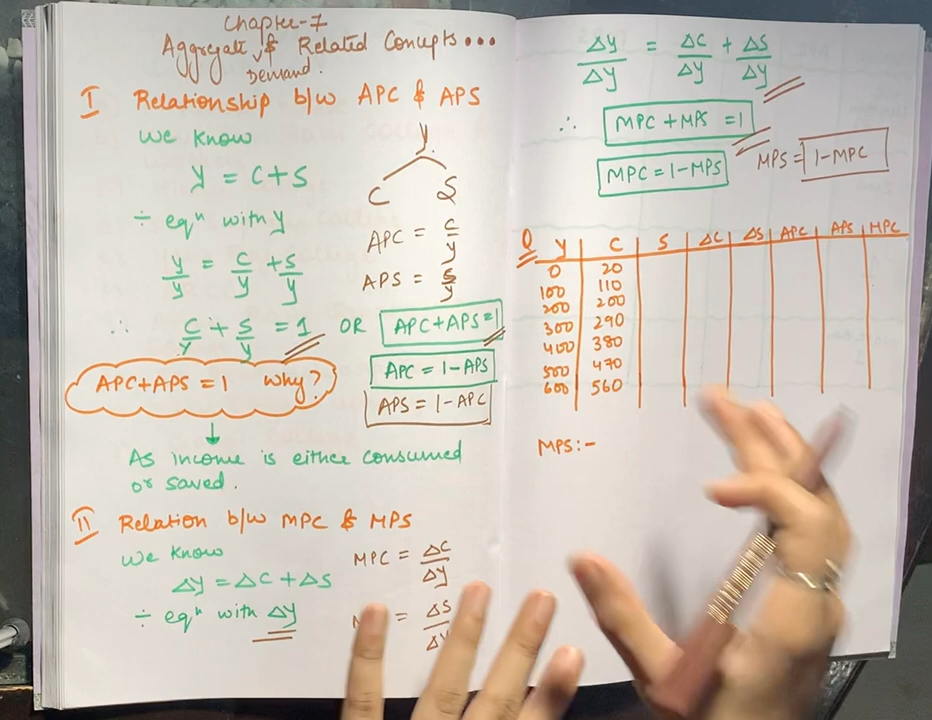 Chapter-7
Aggregate & Related Concepts...
Demand.
I Relationship b/w APC & APS
we know
y = C+S
÷ eqⁿ with y
y/y = C/y + S/y
∴ C/y + S/y = 1 OR APC+APS=1
y
C S
APC = C/y
APS = S/y
APC = 1-APS
APS = 1-APC
APC+APS = 1 why?
↓
As income is either consumed
or saved.
II Relation b/w MPC & MPS
we know
Δy = ΔC + ΔS
÷ eqⁿ with Δy
MPC = ΔC/Δy
= ΔS/Δy
Δy/Δy = ΔC/Δy + ΔS/Δy
∴ MPC + MPS = 1
MPC = 1-MPS MPS = 1-MPC
Q y C S ΔC ΔS APC APS MPC
0 20
100 110
200 200
300 290
400 380
500 470
600 560
MPS:-